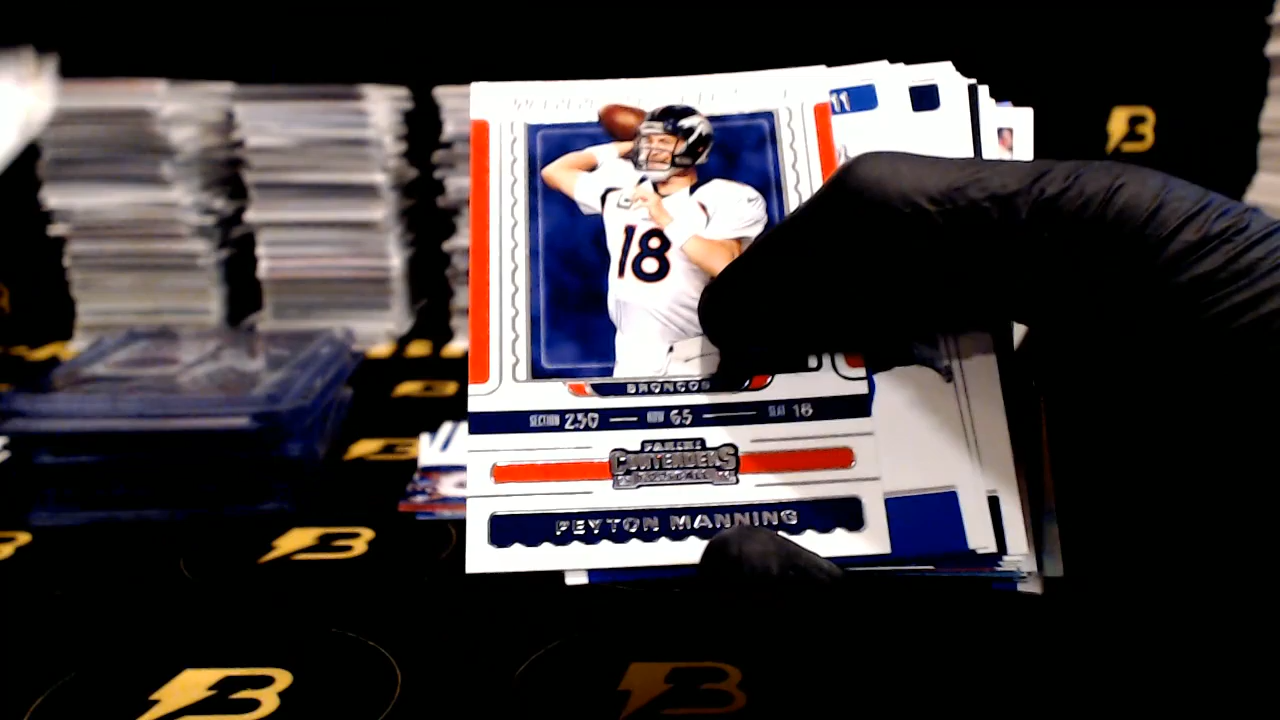 11
18
BRONCOS
SECTION 230 — ROW 65 — SEAT 18
PANINI
CONTENDERS
PEYTON MANNING
B
B
B
B